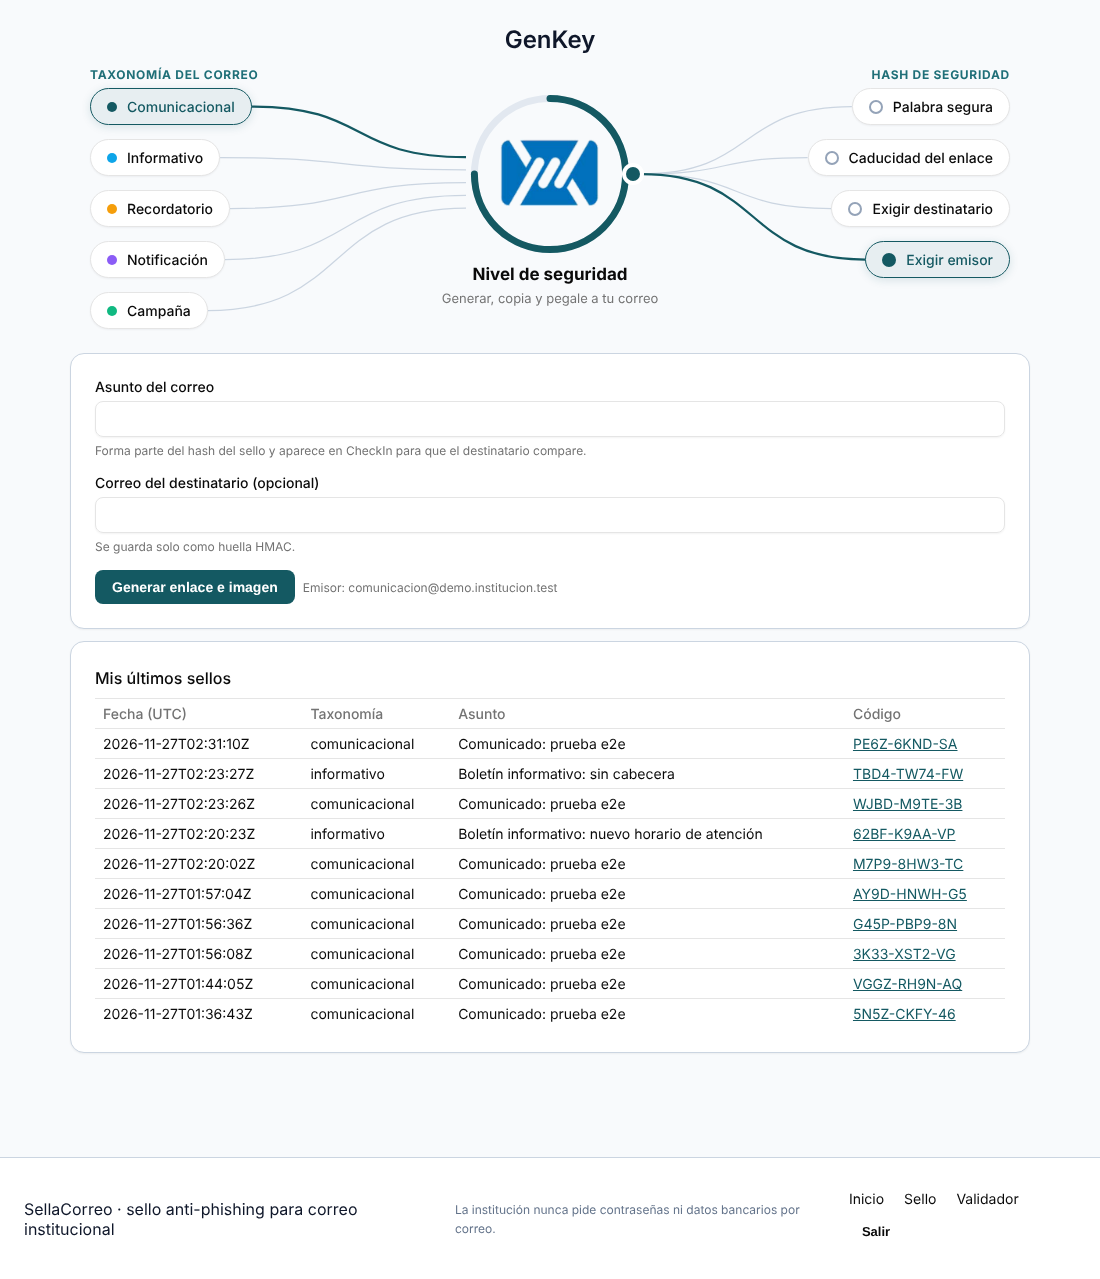 GenKey
TAXONOMÍA DEL CORREO
Comunicacional
Informativo
Recordatorio
Notificación
Campaña
HASH DE SEGURIDAD
Palabra segura
Caducidad del enlace
Exigir destinatario
Exigir emisor
Nivel de seguridad
Generar, copia y pegale a tu correo
Asunto del correo
Forma parte del hash del sello y aparece en CheckIn para que el destinatario compare.
Correo del destinatario (opcional)
Se guarda solo como huella HMAC.
Generar enlace e imagen Emisor: comunicacion@demo.institucion.test
Mis últimos sellos
Fecha (UTC) Taxonomía Asunto Código
2026-11-27T02:31:10Z comunicacional Comunicado: prueba e2e PE6Z-6KND-SA
2026-11-27T02:23:27Z informativo Boletín informativo: sin cabecera TBD4-TW74-FW
2026-11-27T02:23:26Z comunicacional Comunicado: prueba e2e WJBD-M9TE-3B
2026-11-27T02:20:23Z informativo Boletín informativo: nuevo horario de atención 62BF-K9AA-VP
2026-11-27T02:20:02Z comunicacional Comunicado: prueba e2e M7P9-8HW3-TC
2026-11-27T01:57:04Z comunicacional Comunicado: prueba e2e AY9D-HNWH-G5
2026-11-27T01:56:36Z comunicacional Comunicado: prueba e2e G45P-PBP9-8N
2026-11-27T01:56:08Z comunicacional Comunicado: prueba e2e 3K33-XST2-VG
2026-11-27T01:44:05Z comunicacional Comunicado: prueba e2e VGGZ-RH9N-AQ
2026-11-27T01:36:43Z comunicacional Comunicado: prueba e2e 5N5Z-CKFY-46
SellaCorreo · sello anti-phishing para correo
institucional
La institución nunca pide contraseñas ni datos bancarios por
correo.
Inicio Sello Validador
Salir